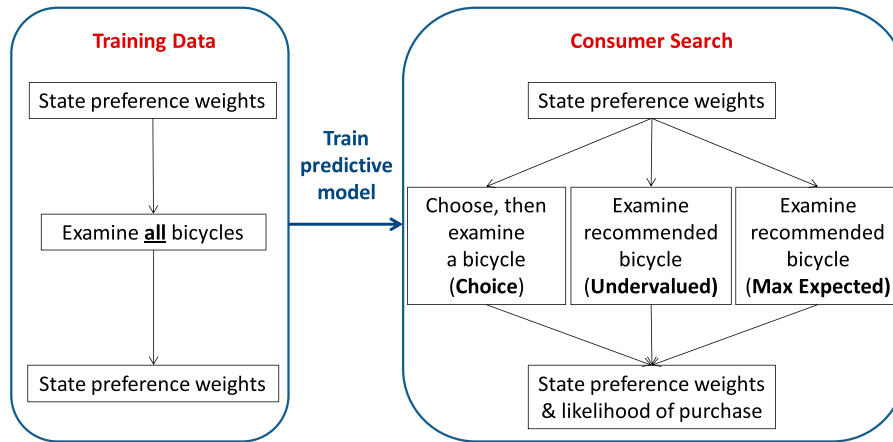 Training Data
State preference weights
Examine all bicycles
State preference weights
Train
predictive
model
Consumer Search
State preference weights
Choose, then
examine
a bicycle
(Choice)
Examine
recommended
bicycle
(Undervalued)
Examine
recommended
bicycle
(Max Expected)
State preference weights
& likelihood of purchase